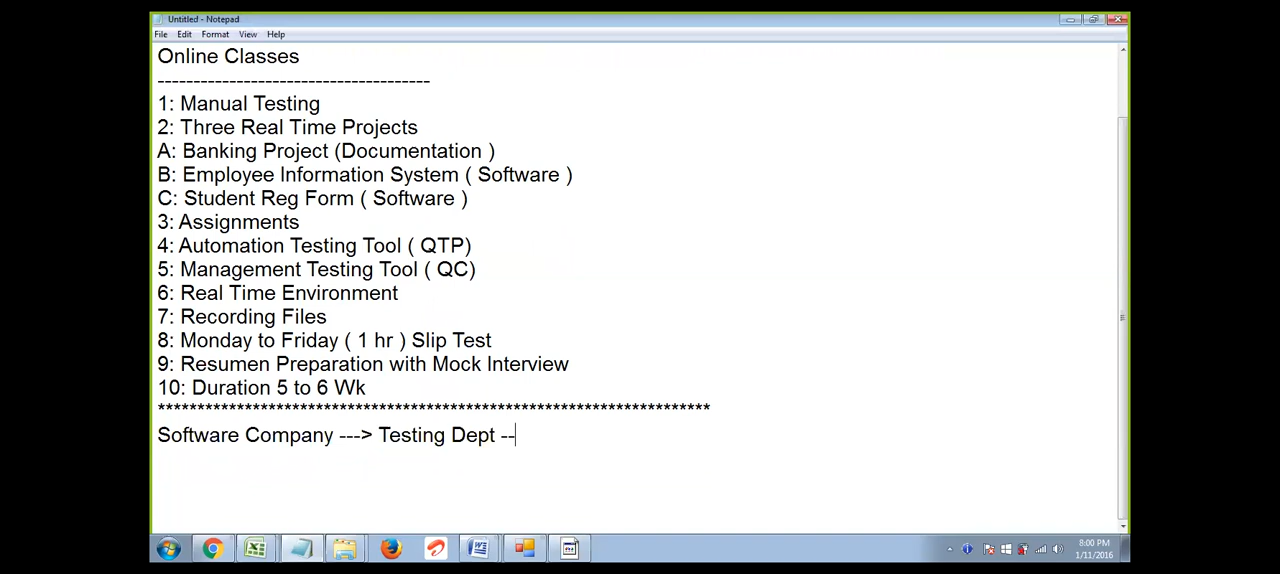 Untitled - Notepad
File Edit Format View Help
Online Classes
--------------------------------------
1: Manual Testing
2: Three Real Time Projects
A: Banking Project (Documentation )
B: Employee Information System ( Software )
C: Student Reg Form ( Software )
3: Assignments
4: Automation Testing Tool ( QTP)
5: Management Testing Tool ( QC)
6: Real Time Environment
7: Recording Files
8: Monday to Friday ( 1 hr ) Slip Test
9: Resumen Preparation with Mock Interview
10: Duration 5 to 6 Wk
***********************************************************************
Software Company ---> Testing Dept --
8:00 PM
1/11/2016